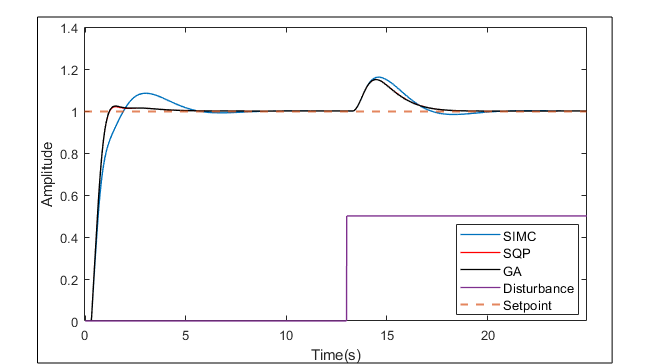 1.4
1.2
1
0.8
0.6
0.4
0.2
0
Amplitude
SIMC
SQP
GA
Disturbance
Setpoint
0 5 10 15 20
Time(s)